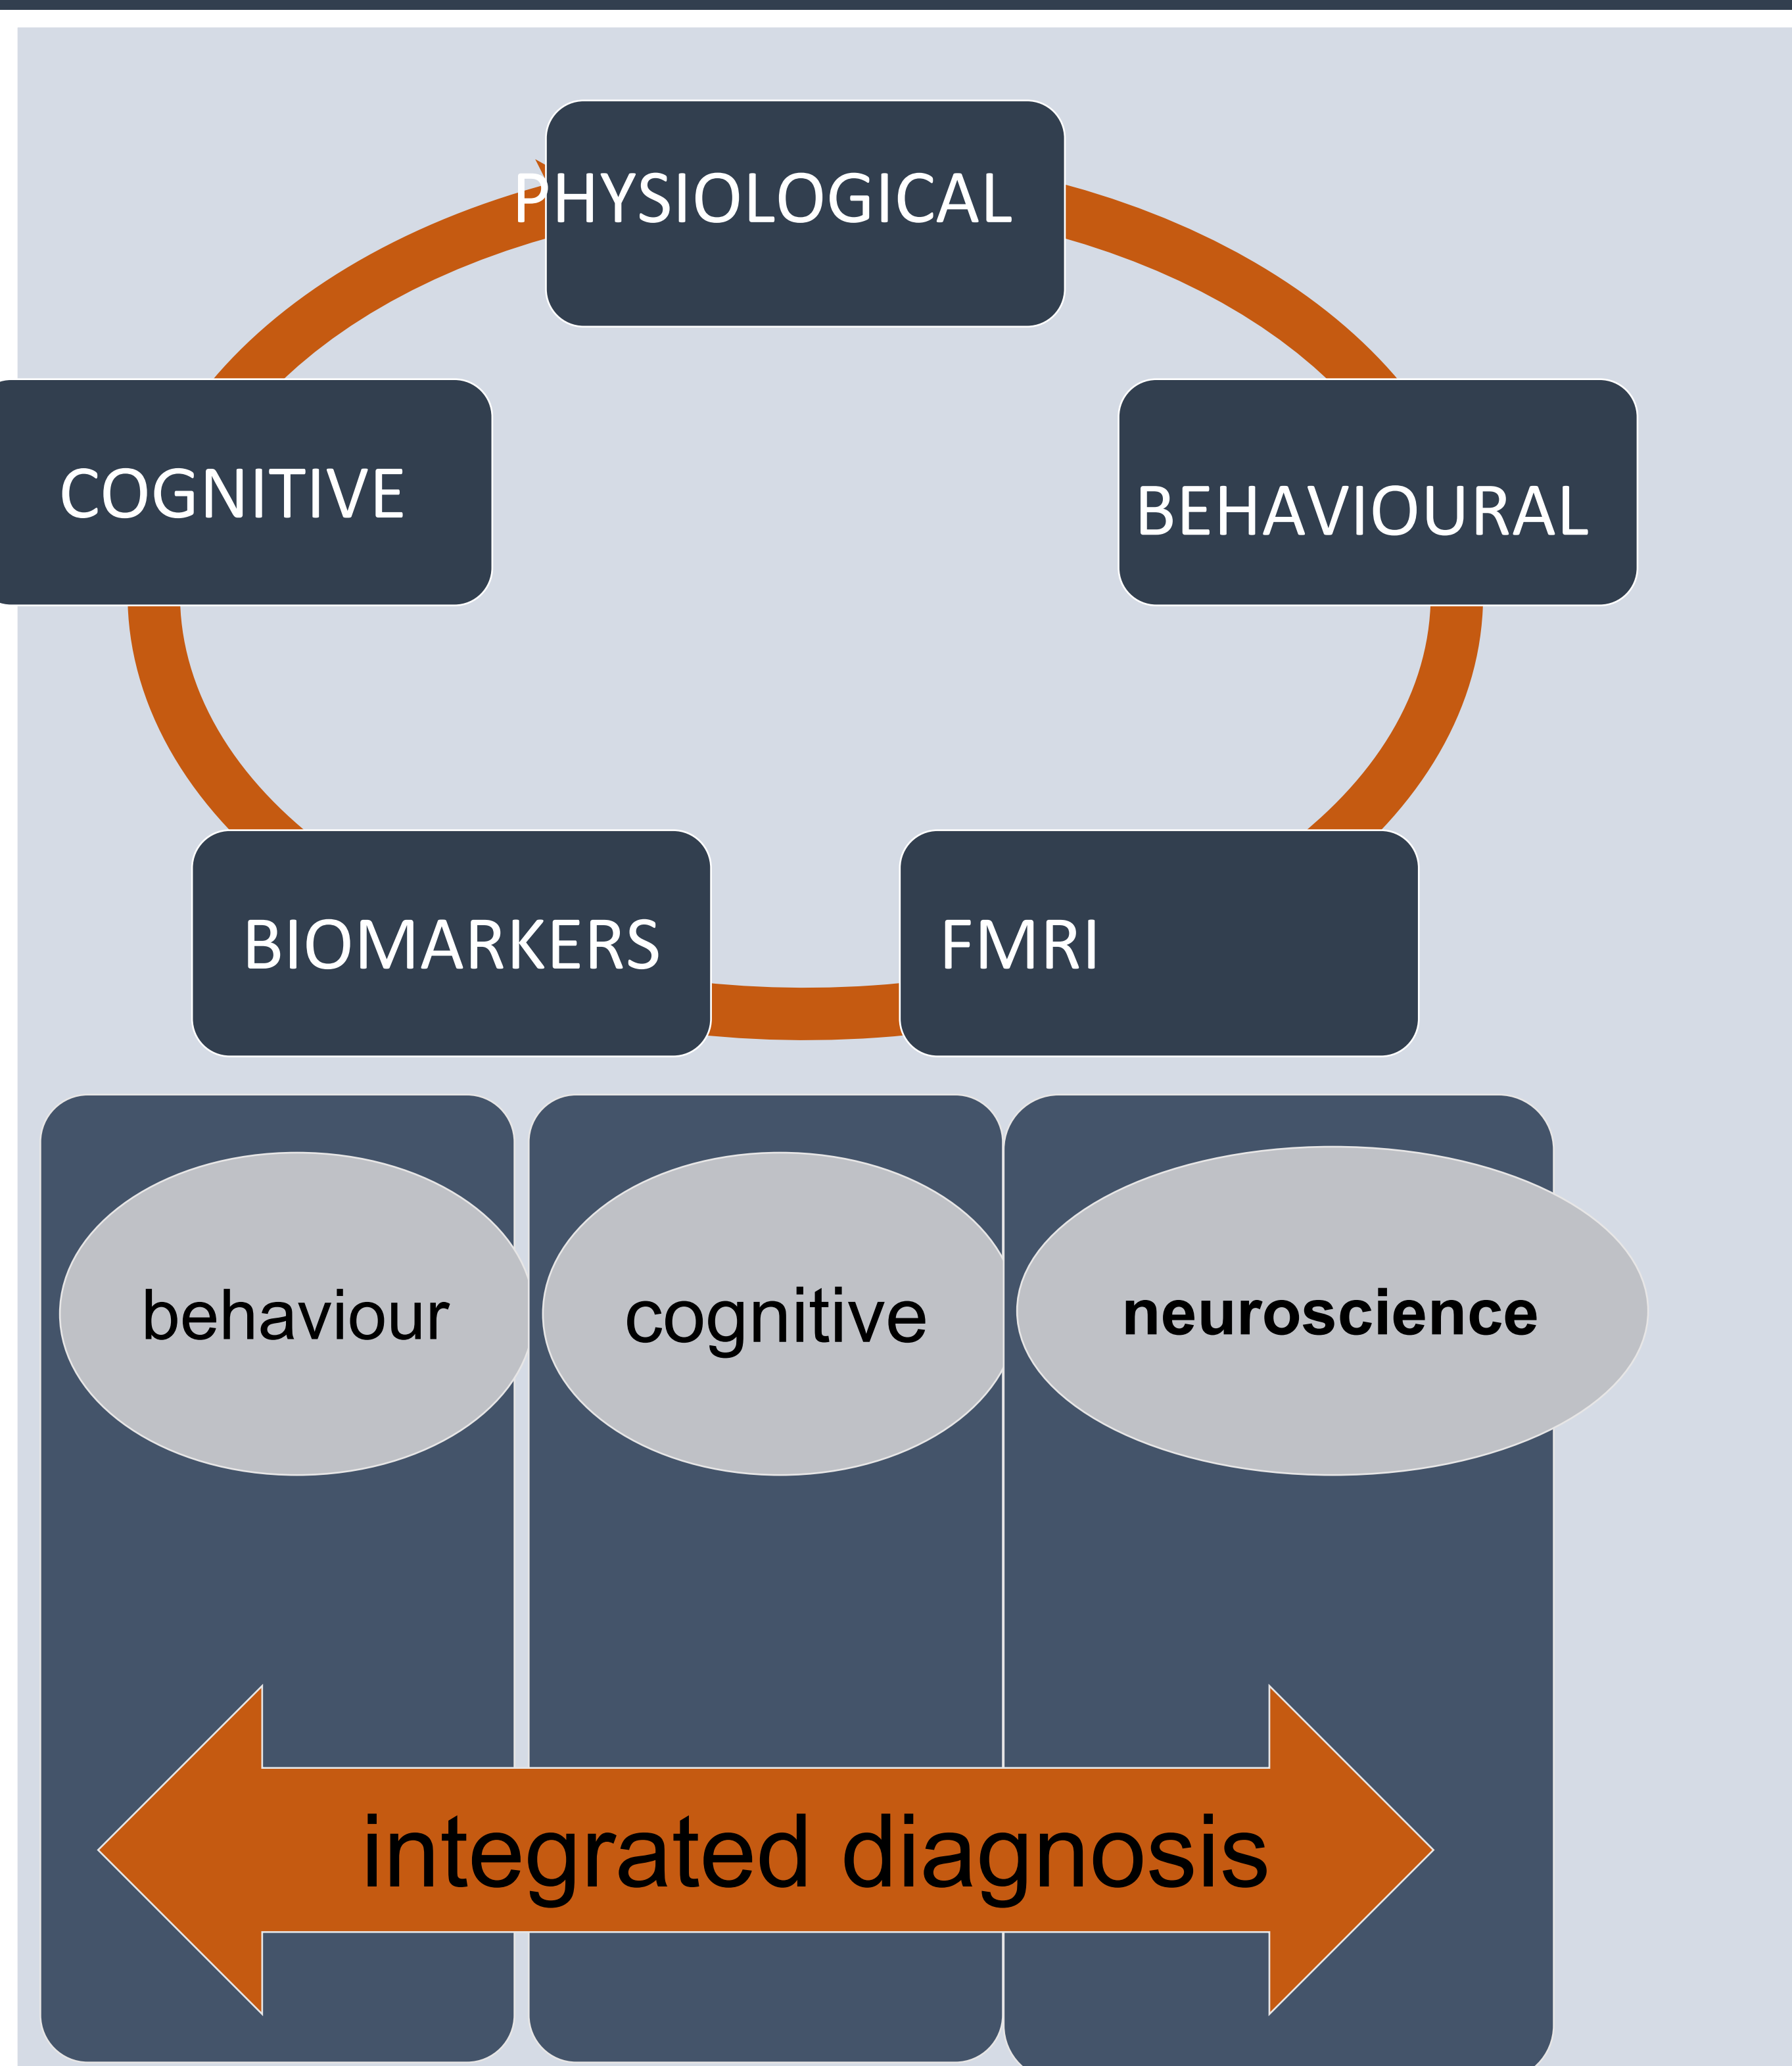 PHYSIOLOGICAL
COGNITIVE
BEHAVIOURAL
BIOMARKERS
FMRI
behaviour
cognitive
neuroscience
integrated diagnosis